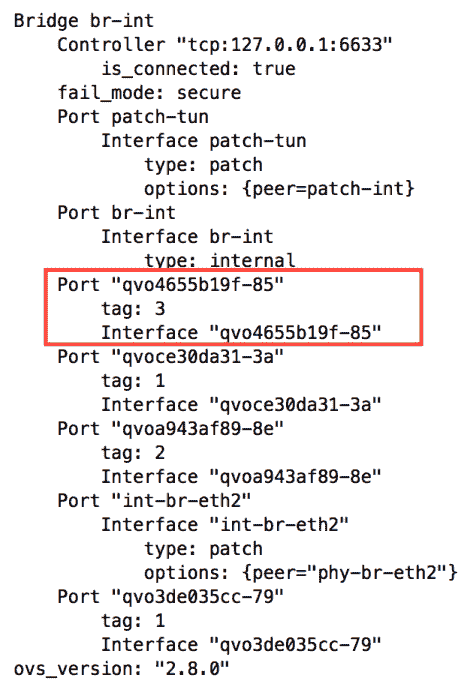 Bridge br-int
    Controller "tcp:127.0.0.1:6633"
        is_connected: true
    fail_mode: secure
    Port patch-tun
        Interface patch-tun
            type: patch
            options: {peer=patch-int}
    Port br-int
        Interface br-int
            type: internal
    Port "qvo4655b19f-85"
        tag: 3
        Interface "qvo4655b19f-85"
    Port "qvoce30da31-3a"
        tag: 1
        Interface "qvoce30da31-3a"
    Port "qvoa943af89-8e"
        tag: 2
        Interface "qvoa943af89-8e"
    Port "int-br-eth2"
        Interface "int-br-eth2"
            type: patch
            options: {peer="phy-br-eth2"}
    Port "qvo3de035cc-79"
        tag: 1
        Interface "qvo3de035cc-79"
ovs_version: "2.8.0"